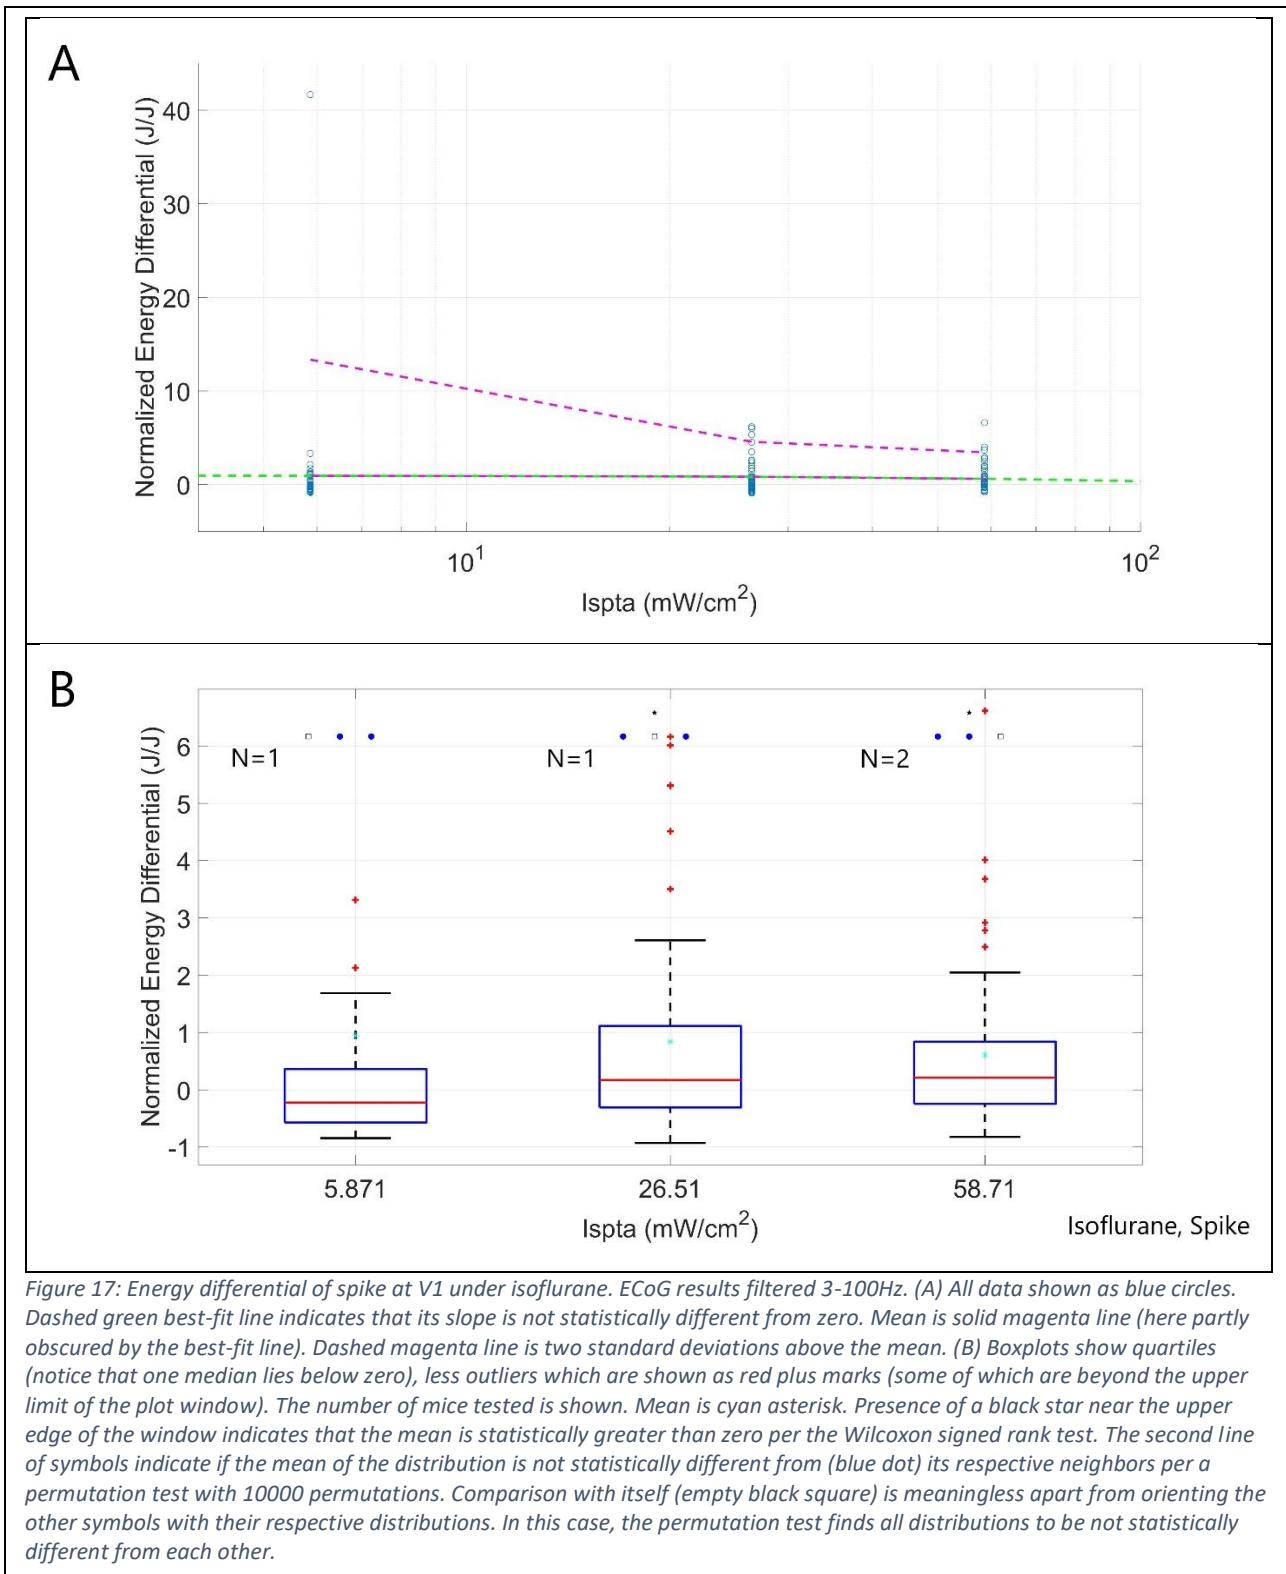 A
Normalized Energy Differential (J/J)
40
30
20
10
0
10^1
10^2
Ispta (mW/cm^2)
B
Normalized Energy Differential (J/J)
6
5
4
3
2
1
0
-1
N=1
N=1
N=2
5.871
26.51
58.71
Ispta (mW/cm^2)
Isoflurane, Spike
Figure 17: Energy differential of spike at V1 under isoflurane. ECoG results filtered 3-100Hz. (A) All data shown as blue circles.
Dashed green best-fit line indicates that its slope is not statistically different from zero. Mean is solid magenta line (here partly
obscured by the best-fit line). Dashed magenta line is two standard deviations above the mean. (B) Boxplots show quartiles
(notice that one median lies below zero), less outliers which are shown as red plus marks (some of which are beyond the upper
limit of the plot window). The number of mice tested is shown. Mean is cyan asterisk. Presence of a black star near the upper
edge of the window indicates that the mean is statistically greater than zero per the Wilcoxon signed rank test. The second line
of symbols indicate if the mean of the distribution is not statistically different from (blue dot) its respective neighbors per a
permutation test with 10000 permutations. Comparison with itself (empty black square) is meaningless apart from orienting the
other symbols with their respective distributions. In this case, the permutation test finds all distributions to be not statistically
different from each other.